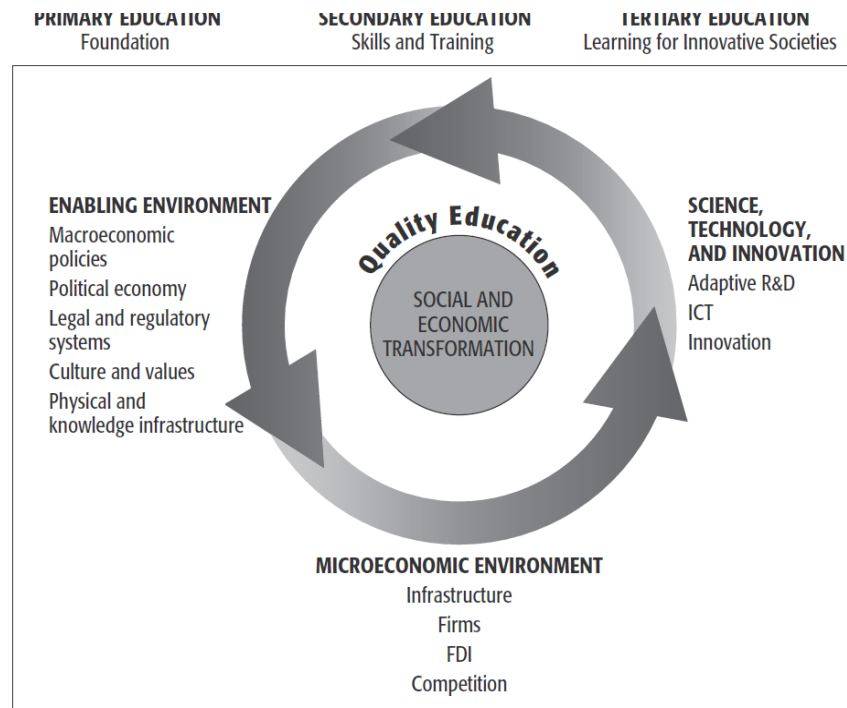 PRIMARY EDUCATION
Foundation
SECONDARY EDUCATION
Skills and Training
TERTIARY EDUCATION
Learning for Innovative Societies
ENABLING ENVIRONMENT
Macroeconomic
policies
Political economy
Legal and regulatory
systems
Culture and values
Physical and
knowledge infrastructure
Quality Education
SOCIAL AND
ECONOMIC
TRANSFORMATION
SCIENCE,
TECHNOLOGY,
AND INNOVATION
Adaptive R&D
ICT
Innovation
MICROECONOMIC ENVIRONMENT
Infrastructure
Firms
FDI
Competition